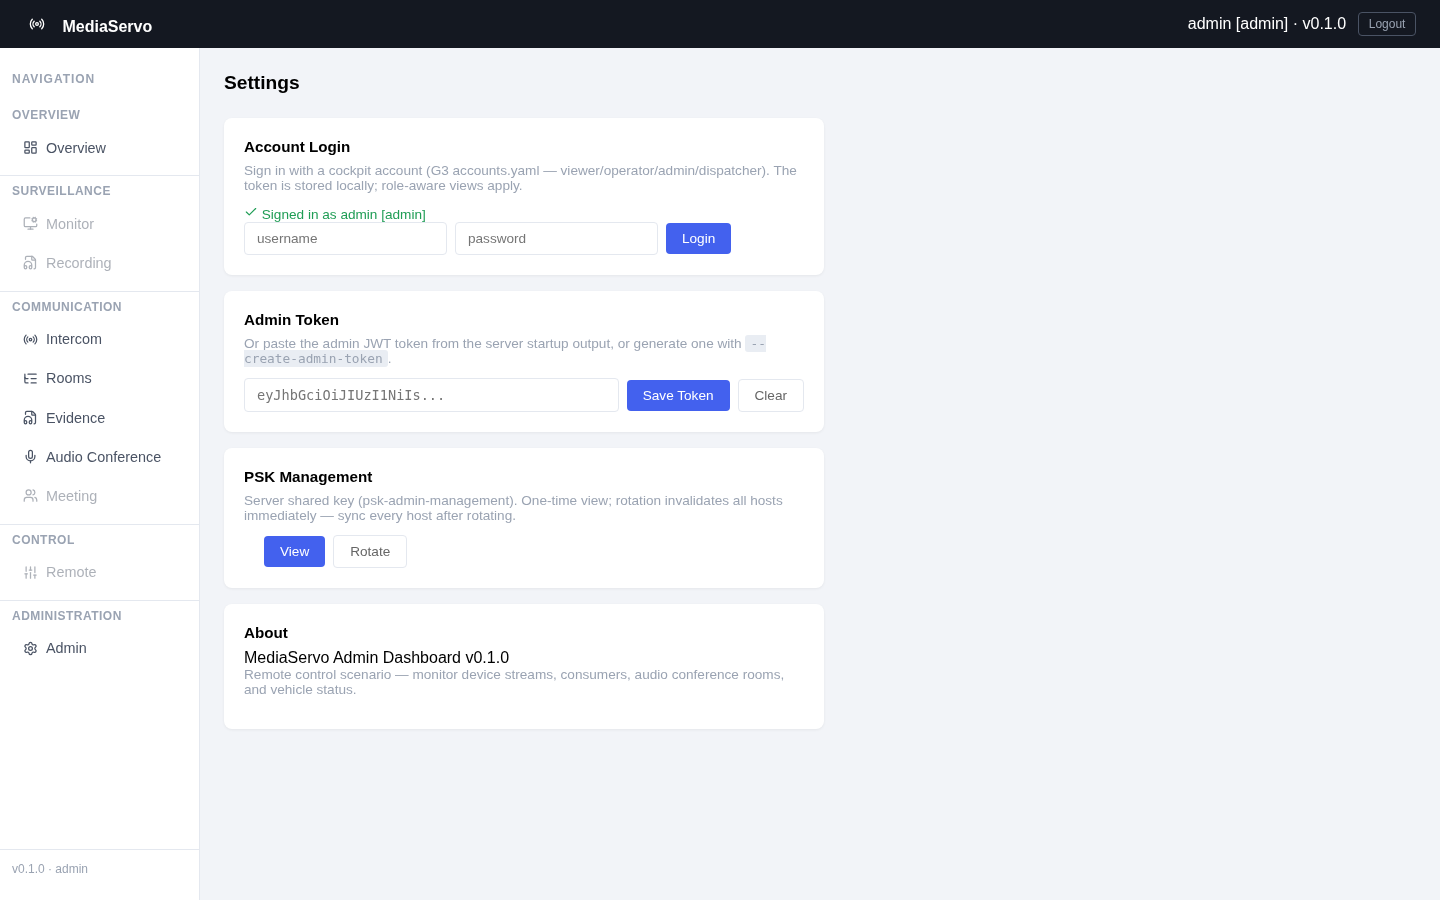 MediaServo
admin [admin] · v0.1.0
Logout
NAVIGATION
OVERVIEW
Overview
SURVEILLANCE
Monitor
Recording
COMMUNICATION
Intercom
Rooms
Evidence
Audio Conference
Meeting
CONTROL
Remote
ADMINISTRATION
Admin
v0.1.0 · admin
Settings
Account Login
Sign in with a cockpit account (G3 accounts.yaml — viewer/operator/admin/dispatcher). The
token is stored locally; role-aware views apply.
Signed in as admin [admin]
username
password
Login
Admin Token
Or paste the admin JWT token from the server startup output, or generate one with --
create-admin-token.
eyJhbGciOiJIUzI1NiIs...
Save Token
Clear
PSK Management
Server shared key (psk-admin-management). One-time view; rotation invalidates all hosts
immediately — sync every host after rotating.
View
Rotate
About
MediaServo Admin Dashboard v0.1.0
Remote control scenario — monitor device streams, consumers, audio conference rooms,
and vehicle status.